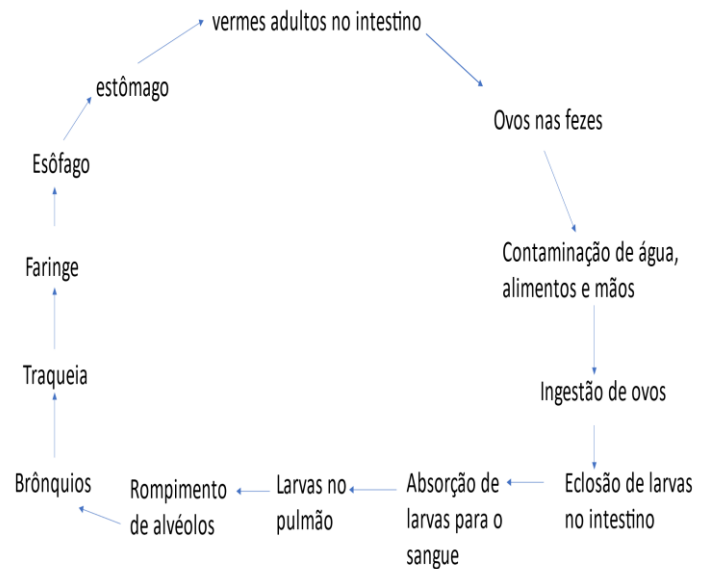 vermes adultos no intestino
Ovos nas fezes
Contaminação de água,
alimentos e mãos
Ingestão de ovos
Eclosão de larvas
no intestino
Absorção de
larvas para o
sangue
Larvas no
pulmão
Rompimento
de alvéolos
Brônquios
Traqueia
Faringe
Esôfago
estômago